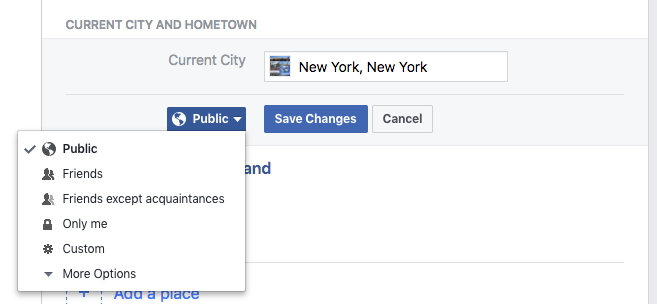 CURRENT CITY AND HOMETOWN
Current City New York, New York
Public Save Changes Cancel
Public
Friends
Friends except acquaintances
Only me
Custom
More Options
and
Add a place